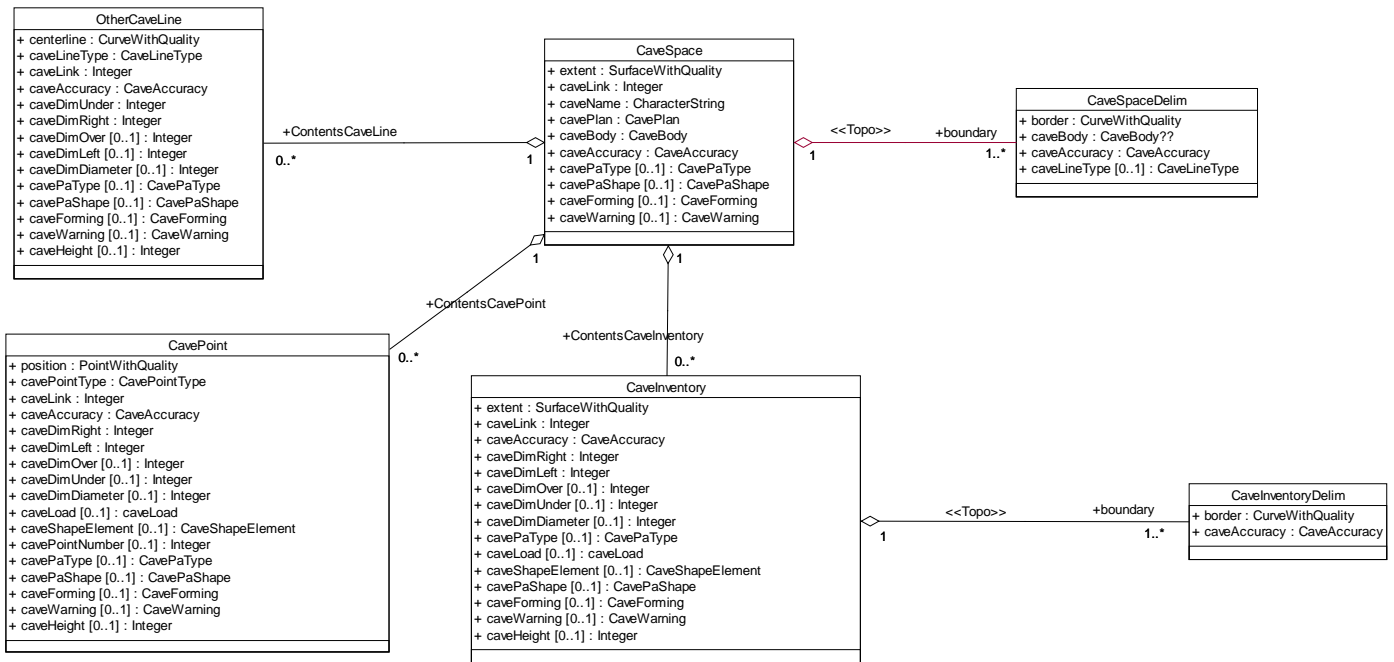 OtherCaveLine
+ centerline : CurveWithQuality
+ caveLineType : CaveLineType
+ caveLink : Integer
+ caveAccuracy : CaveAccuracy
+ caveDimUnder : Integer
+ caveDimRight : Integer
+ caveDimOver [0..1] : Integer
+ caveDimLeft [0..1] : Integer
+ caveDimDiameter [0..1] : Integer
+ cavePaType [0..1] : CavePaType
+ cavePaShape [0..1] : CavePaShape
+ caveForming [0..1] : CaveForming
+ caveWarning [0..1] : CaveWarning
+ caveHeight [0..1] : Integer
+ContentsCaveLine
0..*
1
CaveSpace
+ extent : SurfaceWithQuality
+ caveLink : Integer
+ caveName : CharacterString
+ cavePlan : CavePlan
+ caveBody : CaveBody
+ caveAccuracy : CaveAccuracy
+ cavePaType [0..1] : CavePaType
+ cavePaShape [0..1] : CavePaShape
+ caveForming [0..1] : CaveForming
+ caveWarning [0..1] : CaveWarning
<<Topo>>
+boundary
1
1..*
CaveSpaceDelim
+ border : CurveWithQuality
+ caveBody : CaveBody??
+ caveAccuracy : CaveAccuracy
+ caveLineType [0..1] : CaveLineType
1
+ContentsCavePoint
0..*
1
+ContentsCaveInventory
0..*
CavePoint
+ position : PointWithQuality
+ cavePointType : CavePointType
+ caveLink : Integer
+ caveAccuracy : CaveAccuracy
+ caveDimRight : Integer
+ caveDimLeft : Integer
+ caveDimOver [0..1] : Integer
+ caveDimUnder [0..1] : Integer
+ caveDimDiameter [0..1] : Integer
+ caveLoad [0..1] : caveLoad
+ caveShapeElement [0..1] : CaveShapeElement
+ cavePointNumber [0..1] : Integer
+ cavePaType [0..1] : CavePaType
+ cavePaShape [0..1] : CavePaShape
+ caveForming [0..1] : CaveForming
+ caveWarning [0..1] : CaveWarning
+ caveHeight [0..1] : Integer
CaveInventory
+ extent : SurfaceWithQuality
+ caveLink : Integer
+ caveAccuracy : CaveAccuracy
+ caveDimRight : Integer
+ caveDimLeft : Integer
+ caveDimOver [0..1] : Integer
+ caveDimUnder [0..1] : Integer
+ caveDimDiameter [0..1] : Integer
+ cavePaType [0..1] : CavePaType
+ caveLoad [0..1] : caveLoad
+ caveShapeElement [0..1] : CaveShapeElement
+ cavePaShape [0..1] : CavePaShape
+ caveForming [0..1] : CaveForming
+ caveWarning [0..1] : CaveWarning
+ caveHeight [0..1] : Integer
<<Topo>>
+boundary
1
1..*
CaveInventoryDelim
+ border : CurveWithQuality
+ caveAccuracy : CaveAccuracy